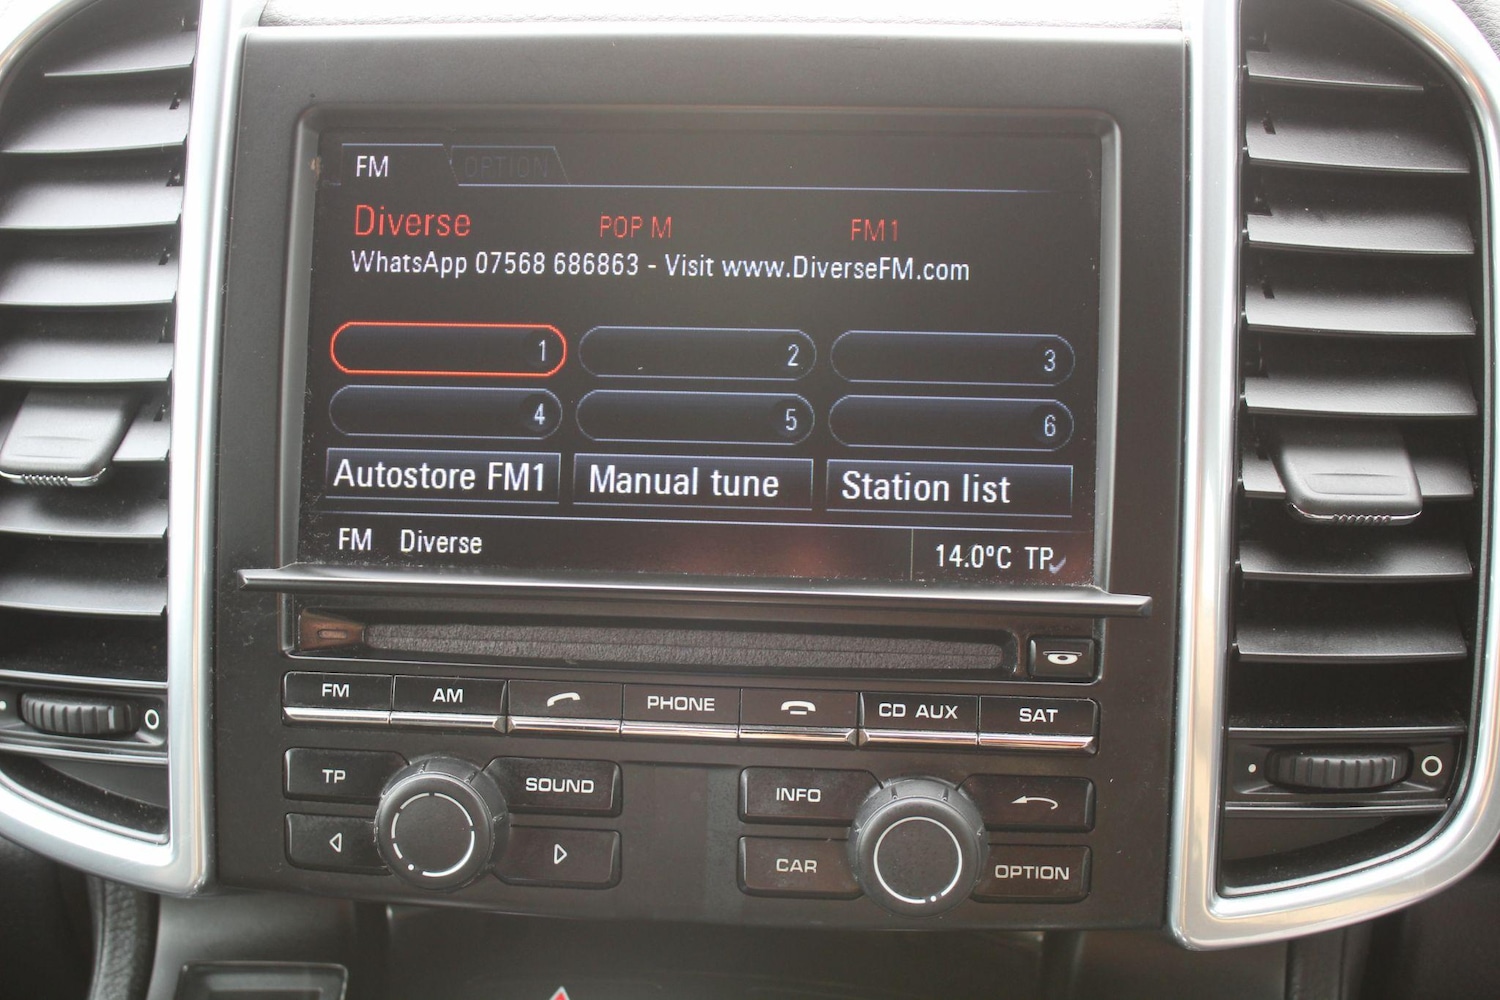 FM OPTION
Diverse POP M FM1
WhatsApp 07568 686863 - Visit www.DiverseFM.com
1 2 3
4 5 6
Autostore FM1 Manual tune Station list
FM Diverse 14.0ºC TP
FM AM PHONE CD AUX SAT
TP SOUND INFO
CAR OPTION